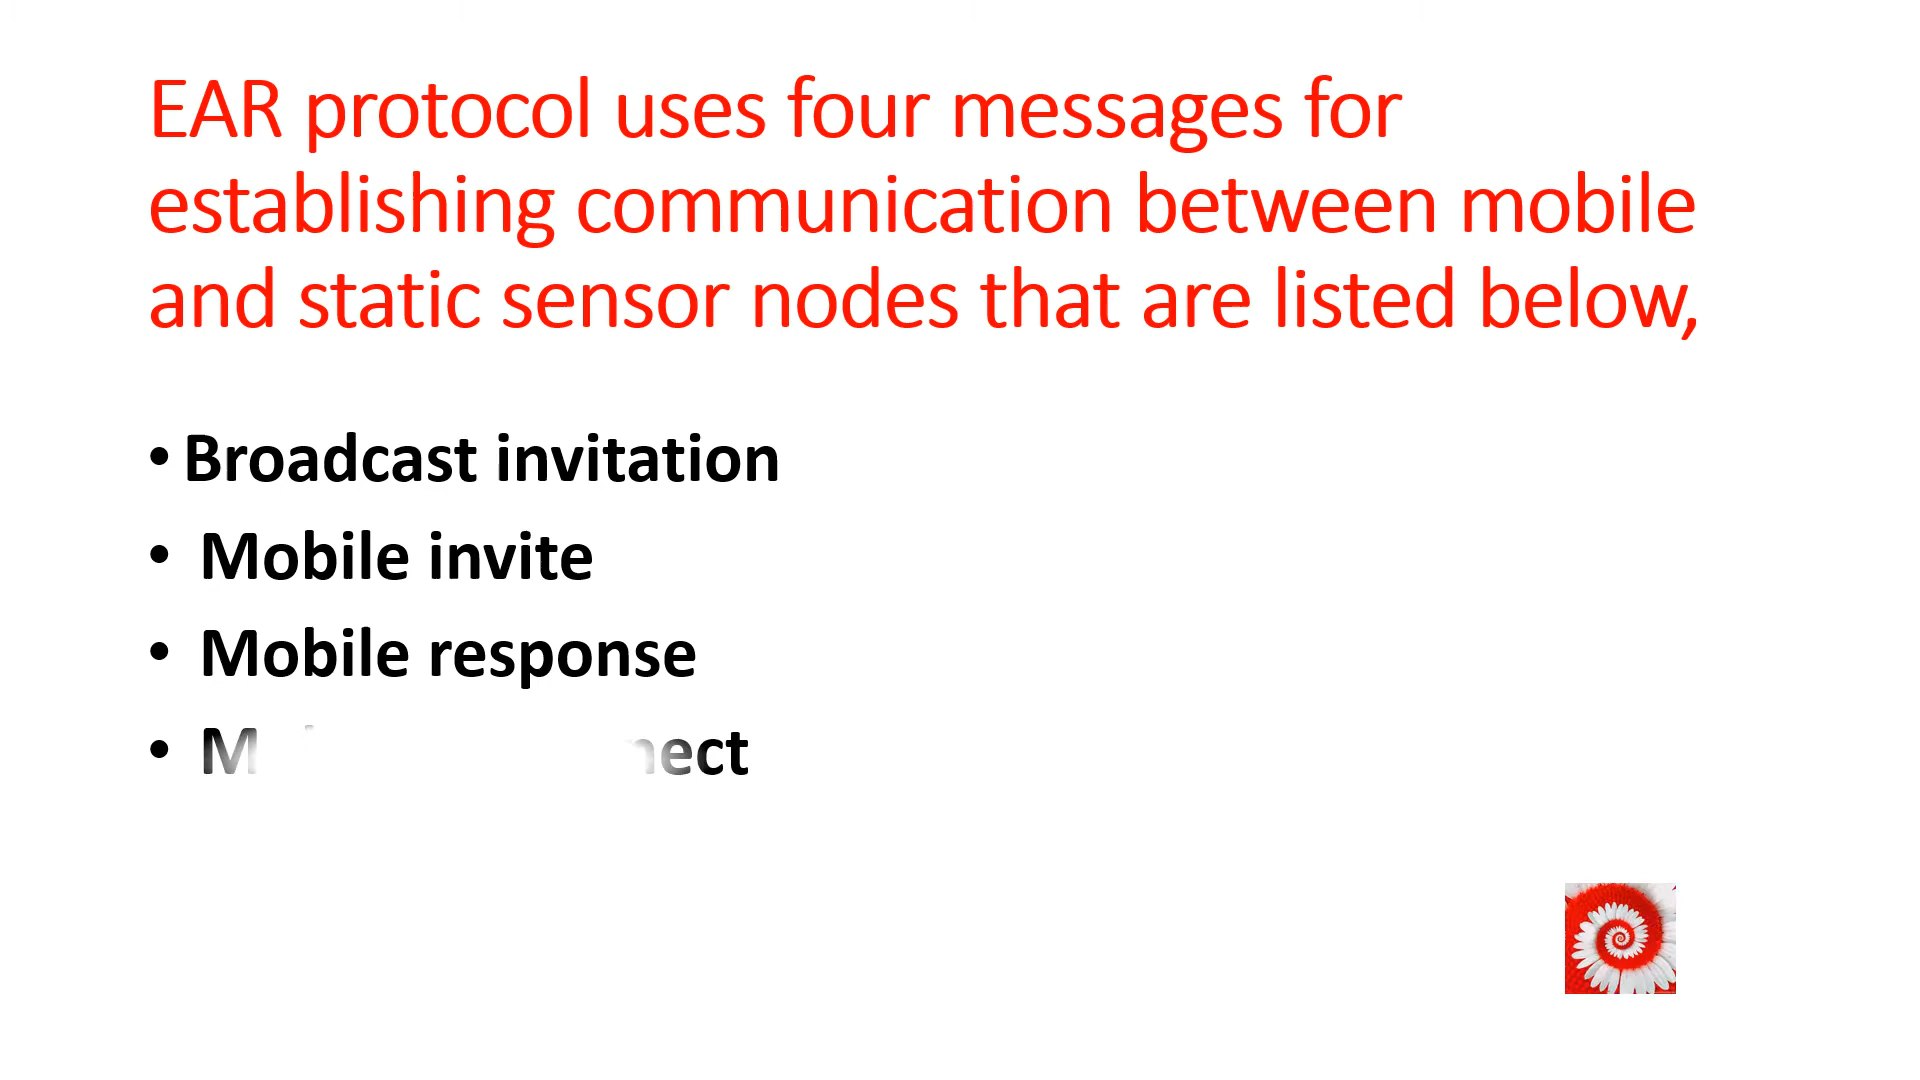 EAR protocol uses four messages for
establishing communication between mobile
and static sensor nodes that are listed below,
• Broadcast invitation
• Mobile invite
• Mobile response
•